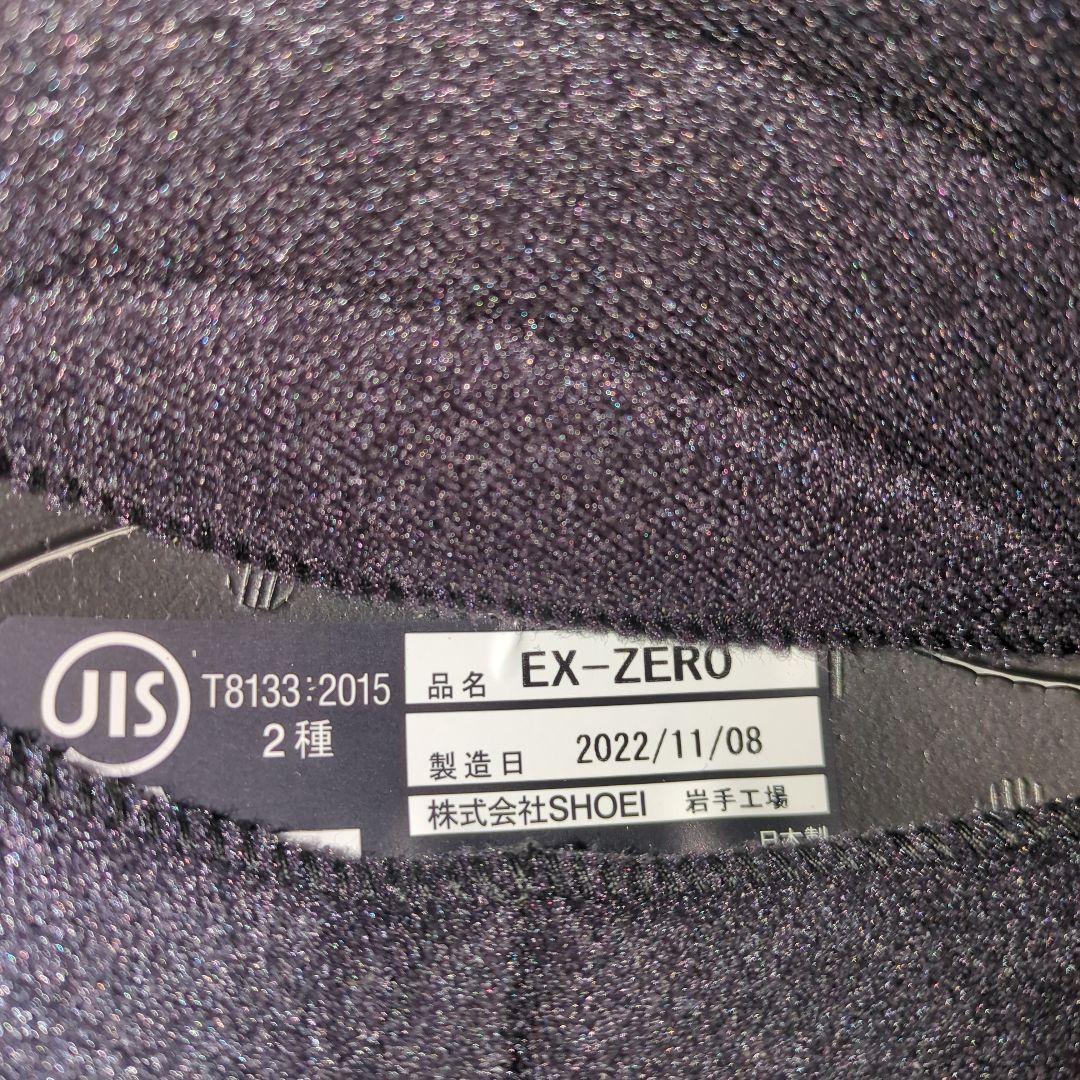 JIS
T8133:2015
2種
品名 EX-ZERO
製造日 2022/11/08
株式会社SHOEI 岩手工場
日本製